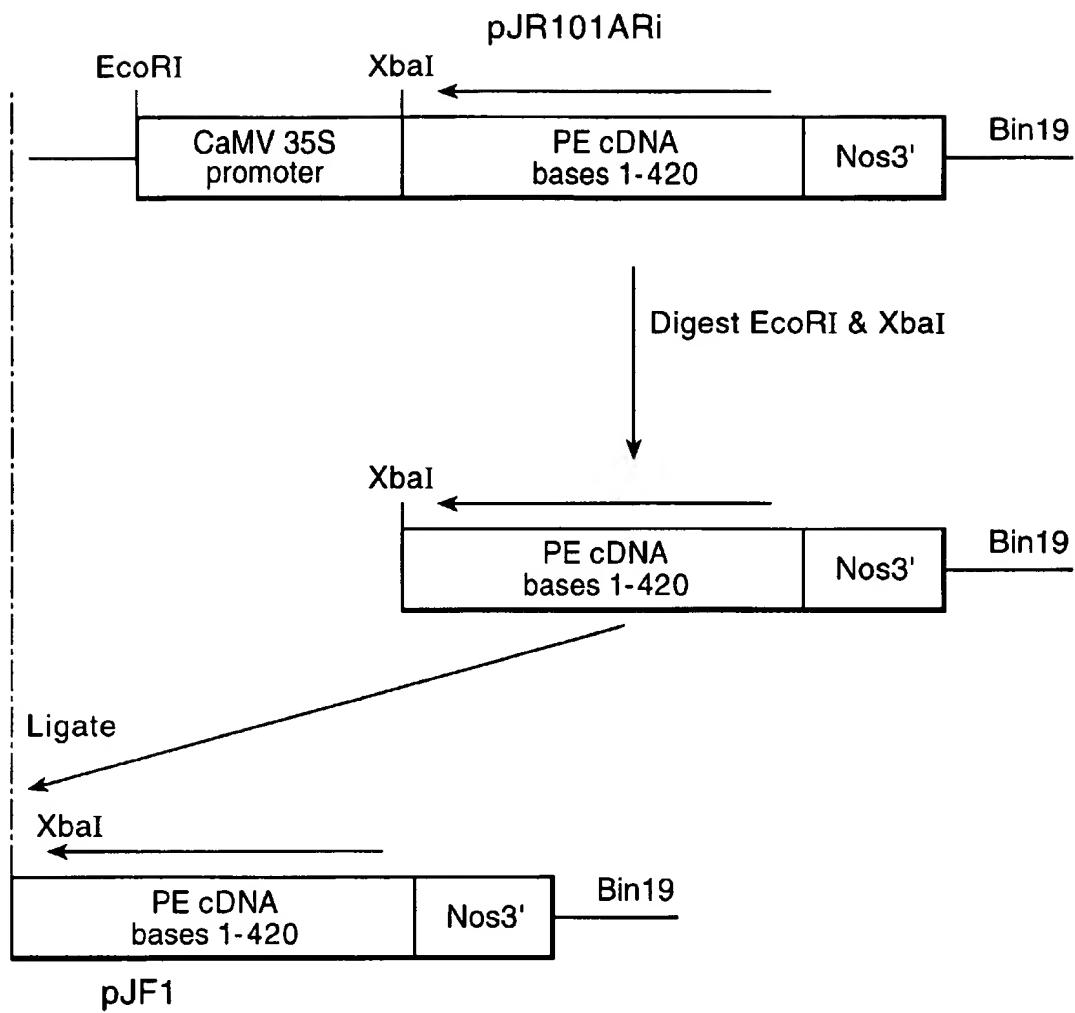 pJR101ARi
EcoRI
XbaI
CaMV 35S
promoter
PE cDNA
bases 1-420
Nos3'
Bin19
Digest EcoRI & XbaI
XbaI
PE cDNA
bases 1-420
Nos3'
Bin19
Ligate
XbaI
PE cDNA
bases 1-420
Nos3'
Bin19
pJF1